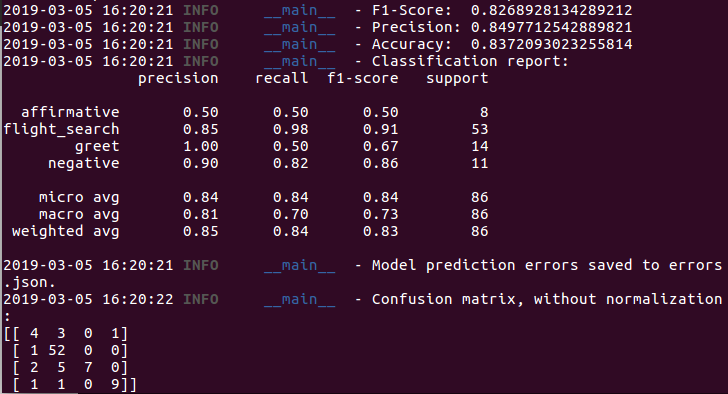 2019-03-05 16:20:21 INFO     __main__  - F1-Score:  0.8268928134289212
2019-03-05 16:20:21 INFO     __main__  - Precision: 0.8497712542889821
2019-03-05 16:20:21 INFO     __main__  - Accuracy:  0.8372093023255814
2019-03-05 16:20:21 INFO     __main__  - Classification report:
               precision    recall  f1-score   support

  affirmative       0.50      0.50      0.50         8
flight_search       0.85      0.98      0.91        53
        greet       1.00      0.50      0.67        14
     negative       0.90      0.82      0.86        11

    micro avg       0.84      0.84      0.84        86
    macro avg       0.81      0.70      0.73        86
 weighted avg       0.85      0.84      0.83        86

2019-03-05 16:20:21 INFO     __main__  - Model prediction errors saved to errors
.json.
2019-03-05 16:20:22 INFO     __main__  - Confusion matrix, without normalization
:
[[ 4  3  0  1]
 [ 1 52  0  0]
 [ 2  5  7  0]
 [ 1  1  0  9]]